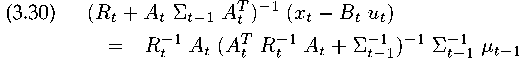 (3.30) (R_t + A_t Σ_{t−1} A_t^T)^{−1} (x_t − B_t u_t)
= R_t^{−1} A_t (A_t^T R_t^{−1} A_t + Σ_{t−1}^{−1})^{−1} Σ_{t−1}^{−1} μ_{t−1}